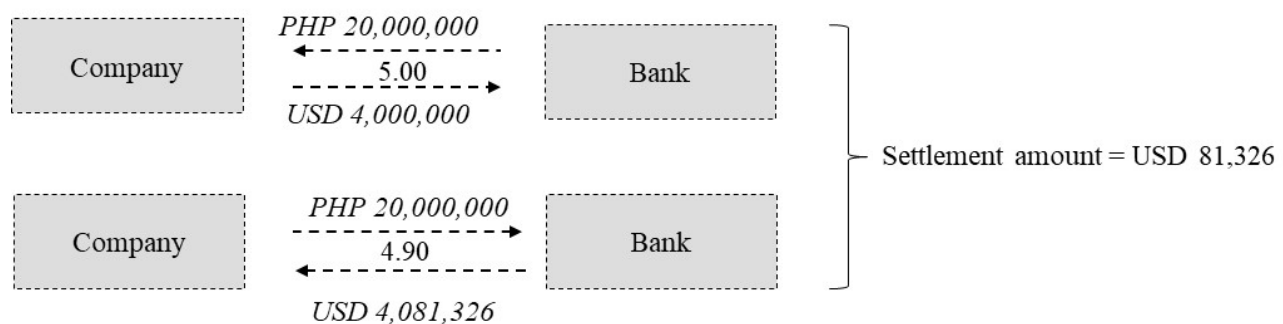 PHP 20,000,000
Company
5.00
Bank
USD 4,000,000
Settlement amount = USD 81,326
PHP 20,000,000
Company
4.90
Bank
USD 4,081,326